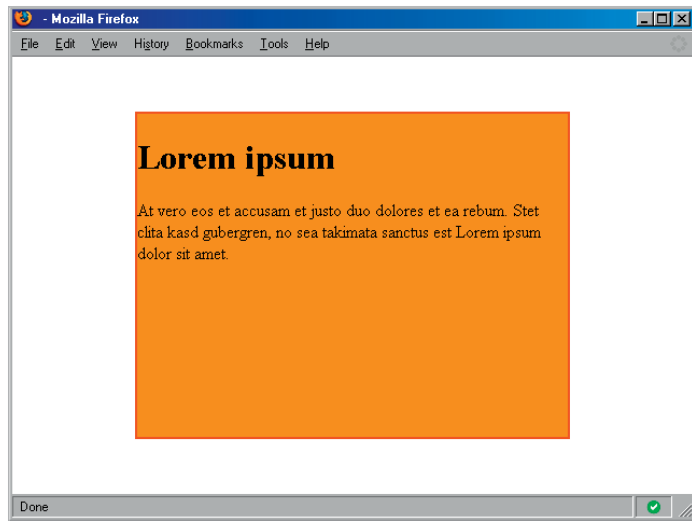 - Mozilla Firefox
File Edit View History Bookmarks Tools Help
Lorem ipsum
At vero eos et accusam et justo duo dolores et ea rebum. Stet
clita kasd gubergren, no sea takimata sanctus est Lorem ipsum
dolor sit amet.
Done